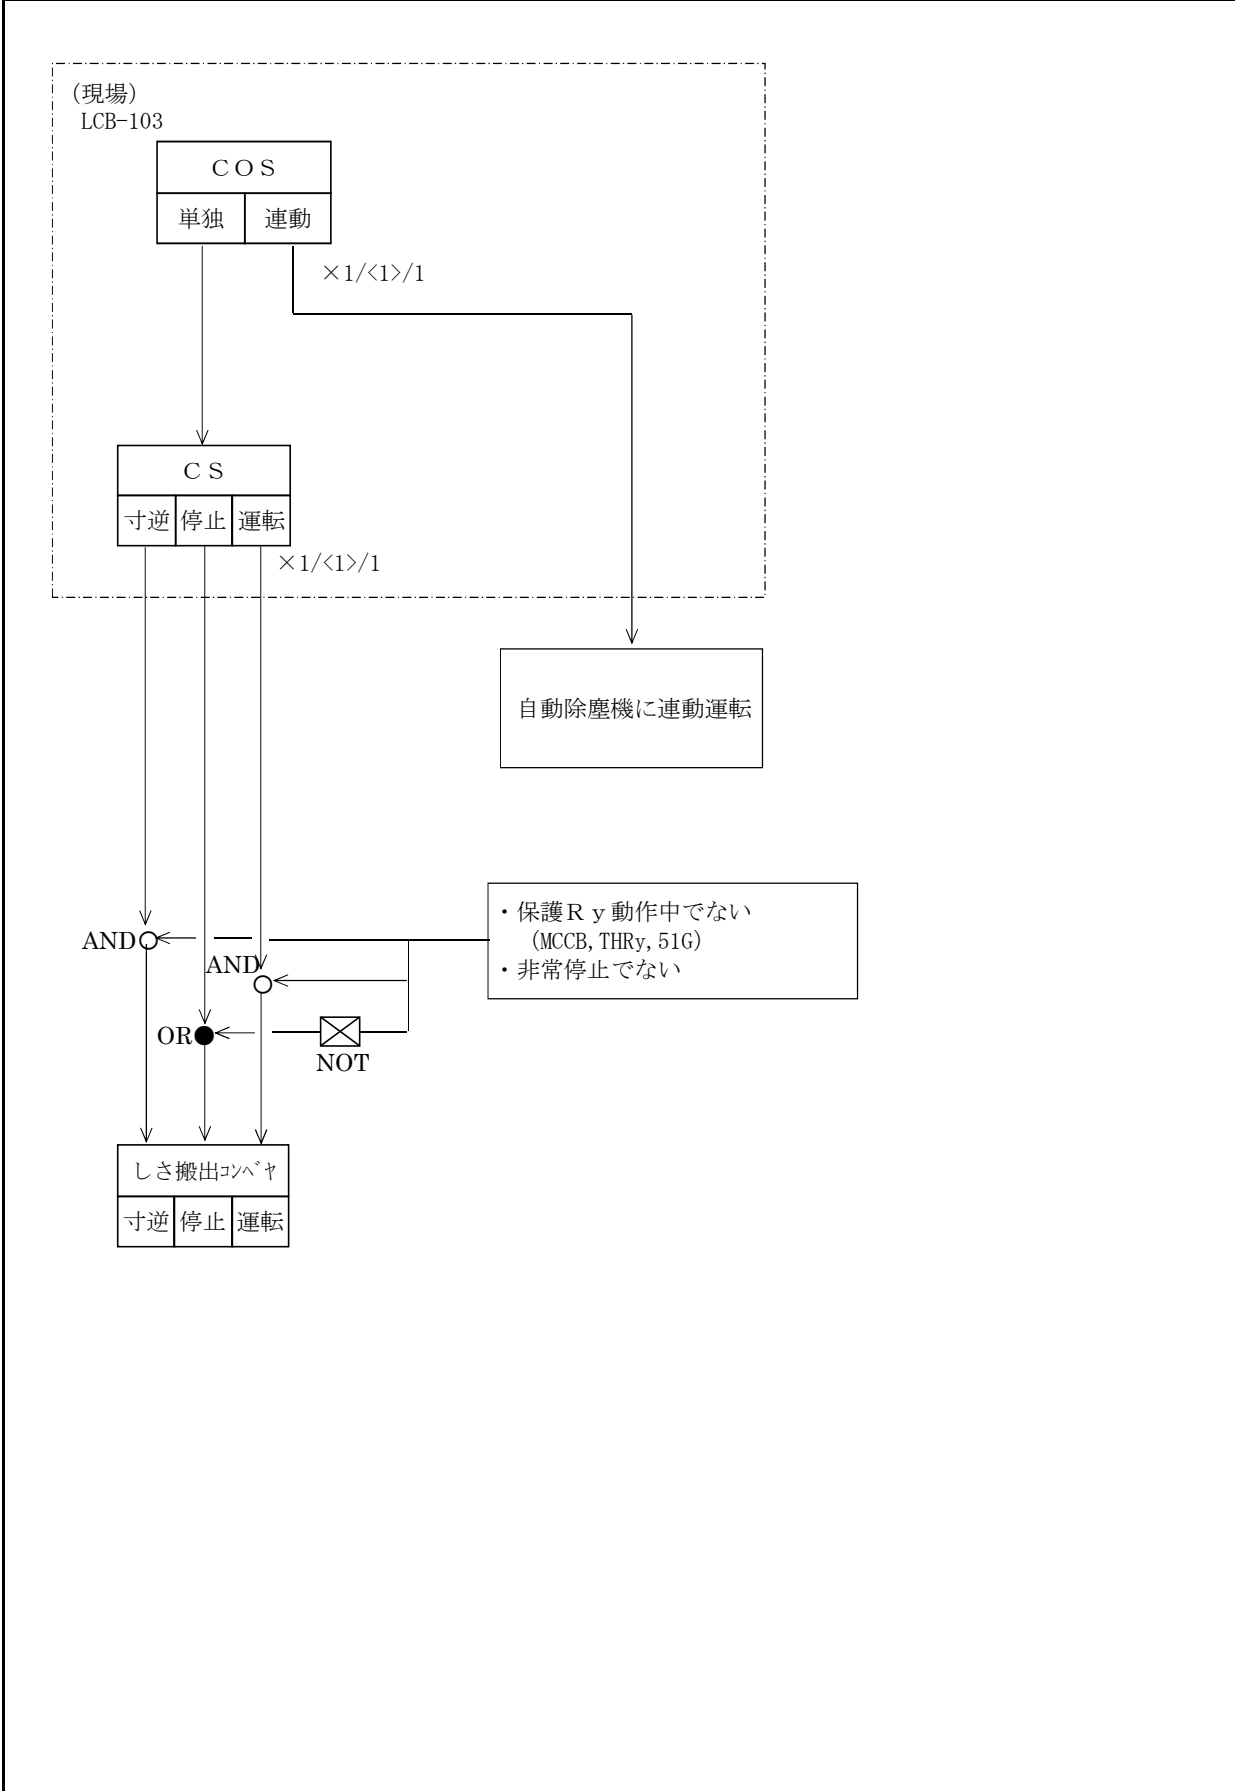 (現場)
LCB-103
ＣＯＳ
単独 連動
×1/<1>/1
ＣＳ
寸逆 停止 運転
×1/<1>/1
自動除塵機に連動運転
・保護Ｒｙ動作中でない
(MCCB,THRy,51G)
・非常停止でない
AND
AND
OR
NOT
しさ搬出ｺﾝﾍﾞﾔ
寸逆 停止 運転